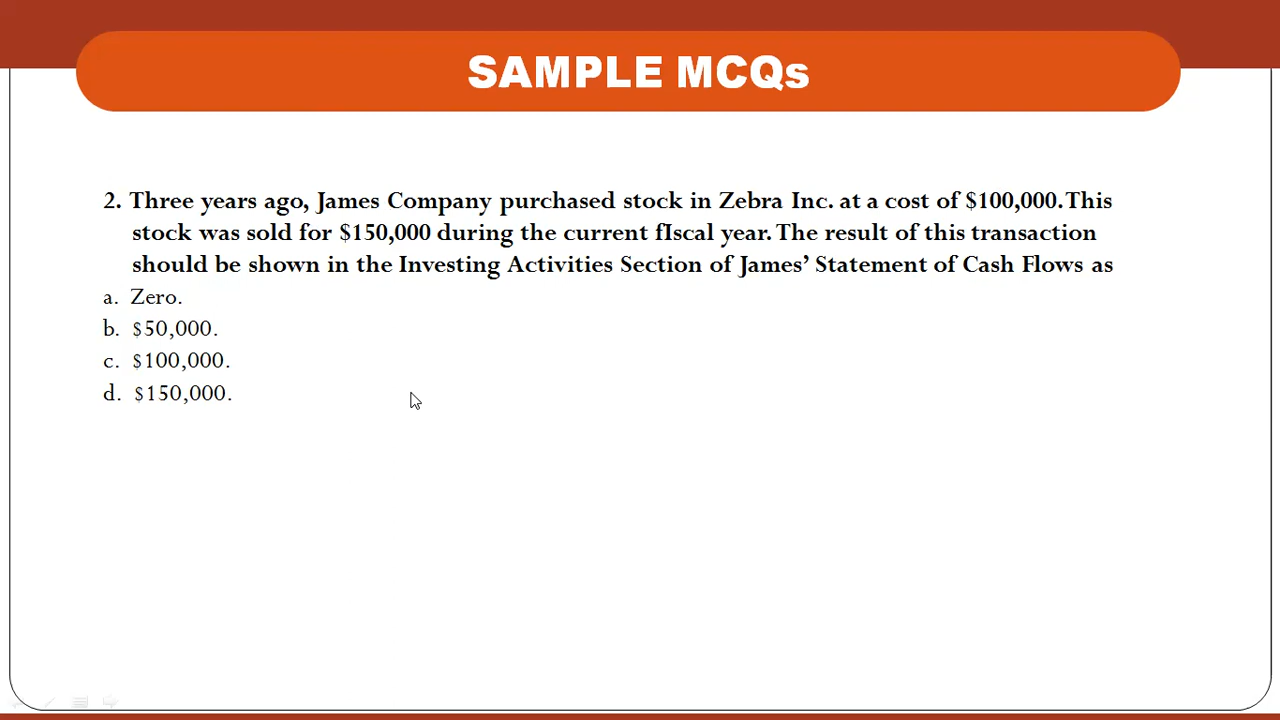 SAMPLE MCQs
2. Three years ago, James Company purchased stock in Zebra Inc. at a cost of $100,000. This
stock was sold for $150,000 during the current fIscal year. The result of this transaction
should be shown in the Investing Activities Section of James’ Statement of Cash Flows as
a. Zero.
b. $50,000.
c. $100,000.
d. $150,000.